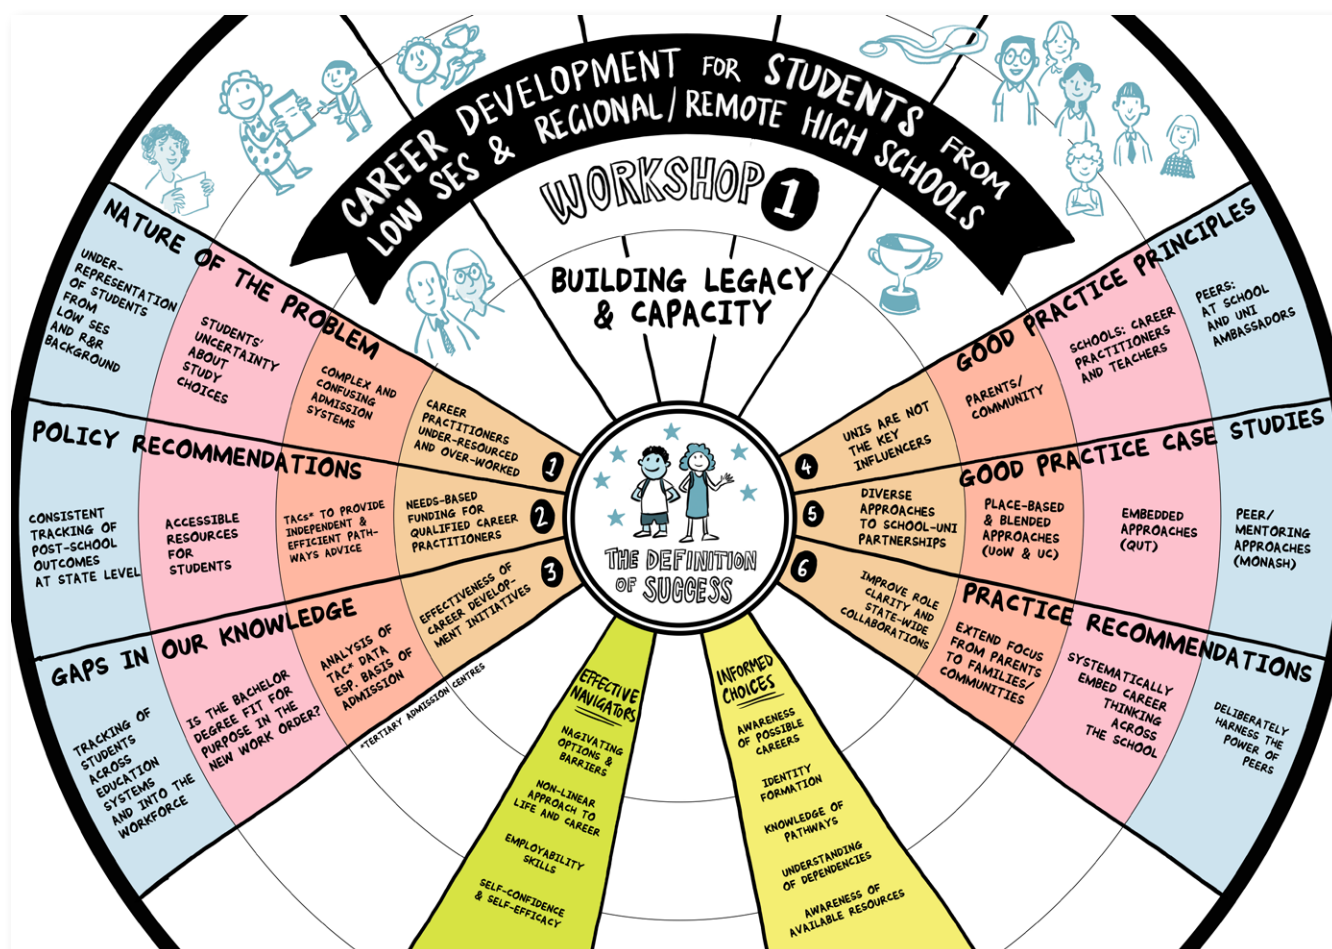 CAREER DEVELOPMENT FOR STUDENTS FROM
LOW SES & REGIONAL/REMOTE HIGH SCHOOLS
WORKSHOP 1
BUILDING LEGACY
& CAPACITY
THE DEFINITION
OF SUCCESS
NATURE OF THE PROBLEM
UNDER-
REPRESENTATION
OF STUDENTS
FROM
LOW SES
AND R&R
BACKGROUND
STUDENTS'
UNCERTAINTY
ABOUT
STUDY
CHOICES
COMPLEX AND
CONFUSING
ADMISSION
SYSTEMS
CAREER
PRACTITIONERS
UNDER-RESOURCED
AND OVER-WORKED
1
POLICY RECOMMENDATIONS
CONSISTENT
TRACKING OF
POST-SCHOOL
OUTCOMES
AT STATE LEVEL
ACCESSIBLE
RESOURCES
FOR
STUDENTS
TACs* TO PROVIDE
INDEPENDENT &
EFFICIENT PATH-
WAYS ADVICE
NEEDS-BASED
FUNDING FOR
QUALIFIED CAREER
PRACTITIONERS
2
GAPS IN OUR KNOWLEDGE
TRACKING OF
STUDENTS
ACROSS
EDUCATION
SYSTEMS
AND INTO THE
WORKFORCE
IS THE BACHELOR
DEGREE FIT FOR
PURPOSE IN THE
NEW WORK ORDER?
ANALYSIS OF
TAC* DATA
ESP. BASIS OF
ADMISSION
EFFECTIVENESS OF
CAREER DEVELOP-
MENT INITIATIVES
3
*TERTIARY ADMISSION CENTRES
GOOD PRACTICE PRINCIPLES
4
UNIS ARE NOT
THE KEY
INFLUENCERS
PARENTS/
COMMUNITY
SCHOOLS: CAREER
PRACTITIONERS
AND TEACHERS
PEERS:
AT SCHOOL
AND UNI
AMBASSADORS
GOOD PRACTICE CASE STUDIES
5
DIVERSE
APPROACHES
TO SCHOOL-UNI
PARTNERSHIPS
PLACE-BASED
& BLENDED
APPROACHES
(UOW & UC)
EMBEDDED
APPROACHES
(QUT)
PEER/
MENTORING
APPROACHES
(MONASH)
PRACTICE RECOMMENDATIONS
6
IMPROVE ROLE
CLARITY AND
STATE-WIDE
COLLABORATIONS
EXTEND FOCUS
FROM PARENTS
TO FAMILIES/
COMMUNITIES
SYSTEMATICALLY
EMBED CAREER
THINKING
ACROSS
THE SCHOOL
DELIBERATELY
HARNESS THE
POWER OF
PEERS
EFFECTIVE
NAVIGATORS
NAGIVATING
OPTIONS &
BARRIERS
NON-LINEAR
APPROACH TO
LIFE AND CAREER
EMPLOYABILITY
SKILLS
SELF-CONFIDENCE
& SELF-EFFICACY
INFORMED
CHOICES
AWARENESS
OF POSSIBLE
CAREERS
IDENTITY
FORMATION
KNOWLEDGE OF
PATHWAYS
UNDERSTANDING
OF DEPENDENCIES
AWARENESS OF
AVAILABLE RESOURCES